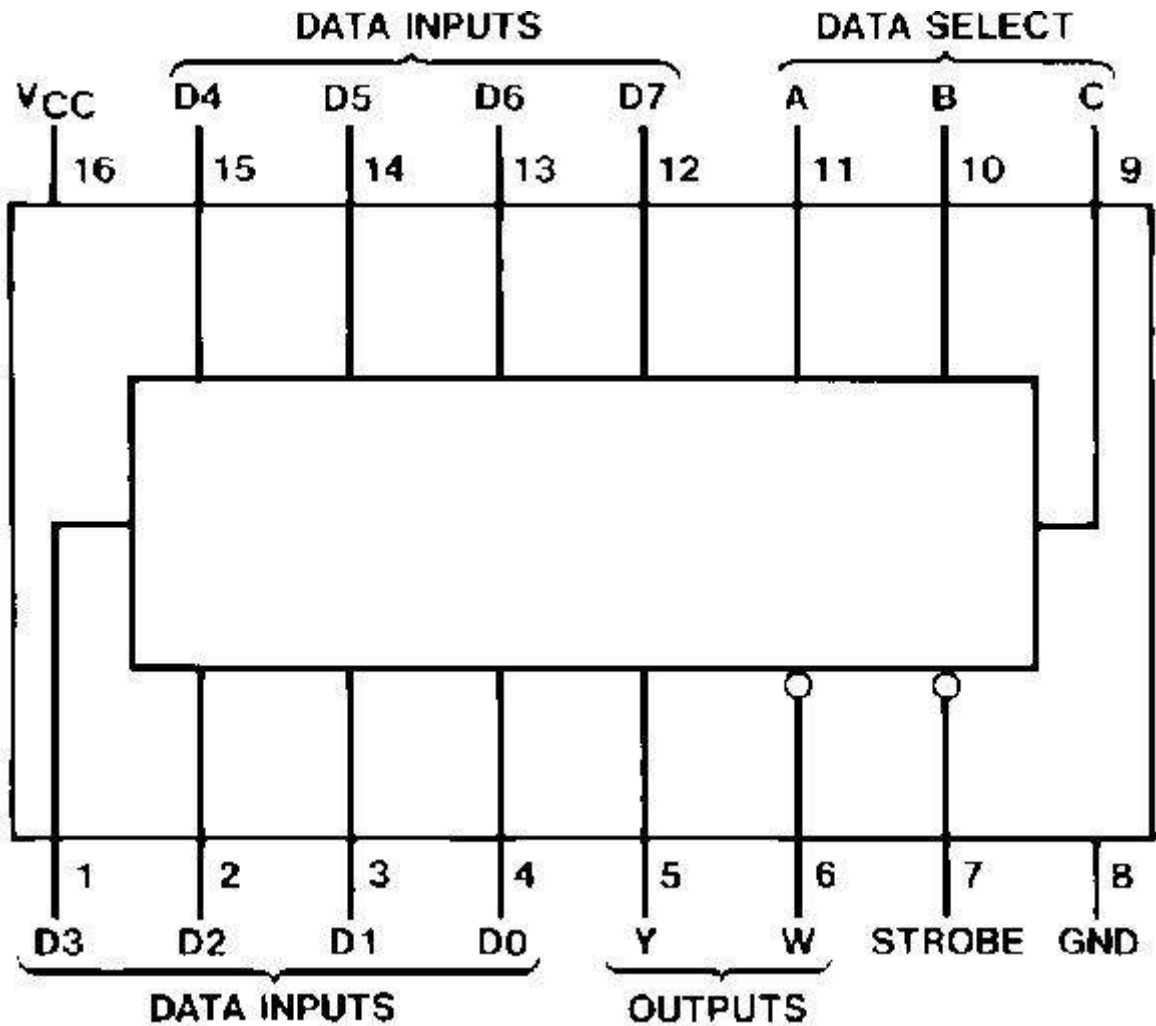 DATA INPUTS DATA SELECT
VCC D4 D5 D6 D7 A B C
16 15 14 13 12 11 10 9
1 2 3 4 5 6 7 8
D3 D2 D1 D0 Y W STROBE GND
DATA INPUTS OUTPUTS